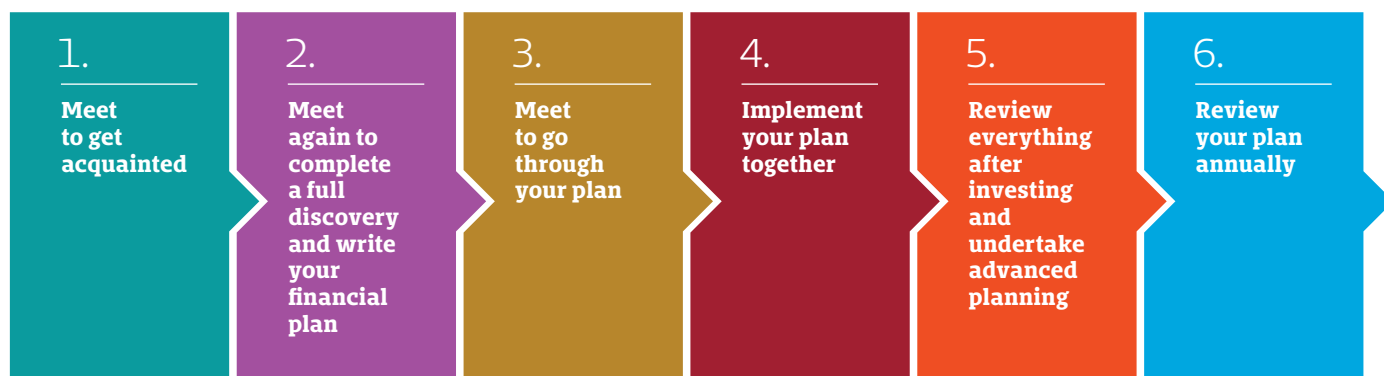 1.
Meet
to get
acquainted
2.
Meet
again to
complete
a full
discovery
and write
your
financial
plan
3.
Meet
to go
through
your plan
4.
Implement
your plan
together
5.
Review
everything
after
investing
and
undertake
advanced
planning
6.
Review
your plan
annually